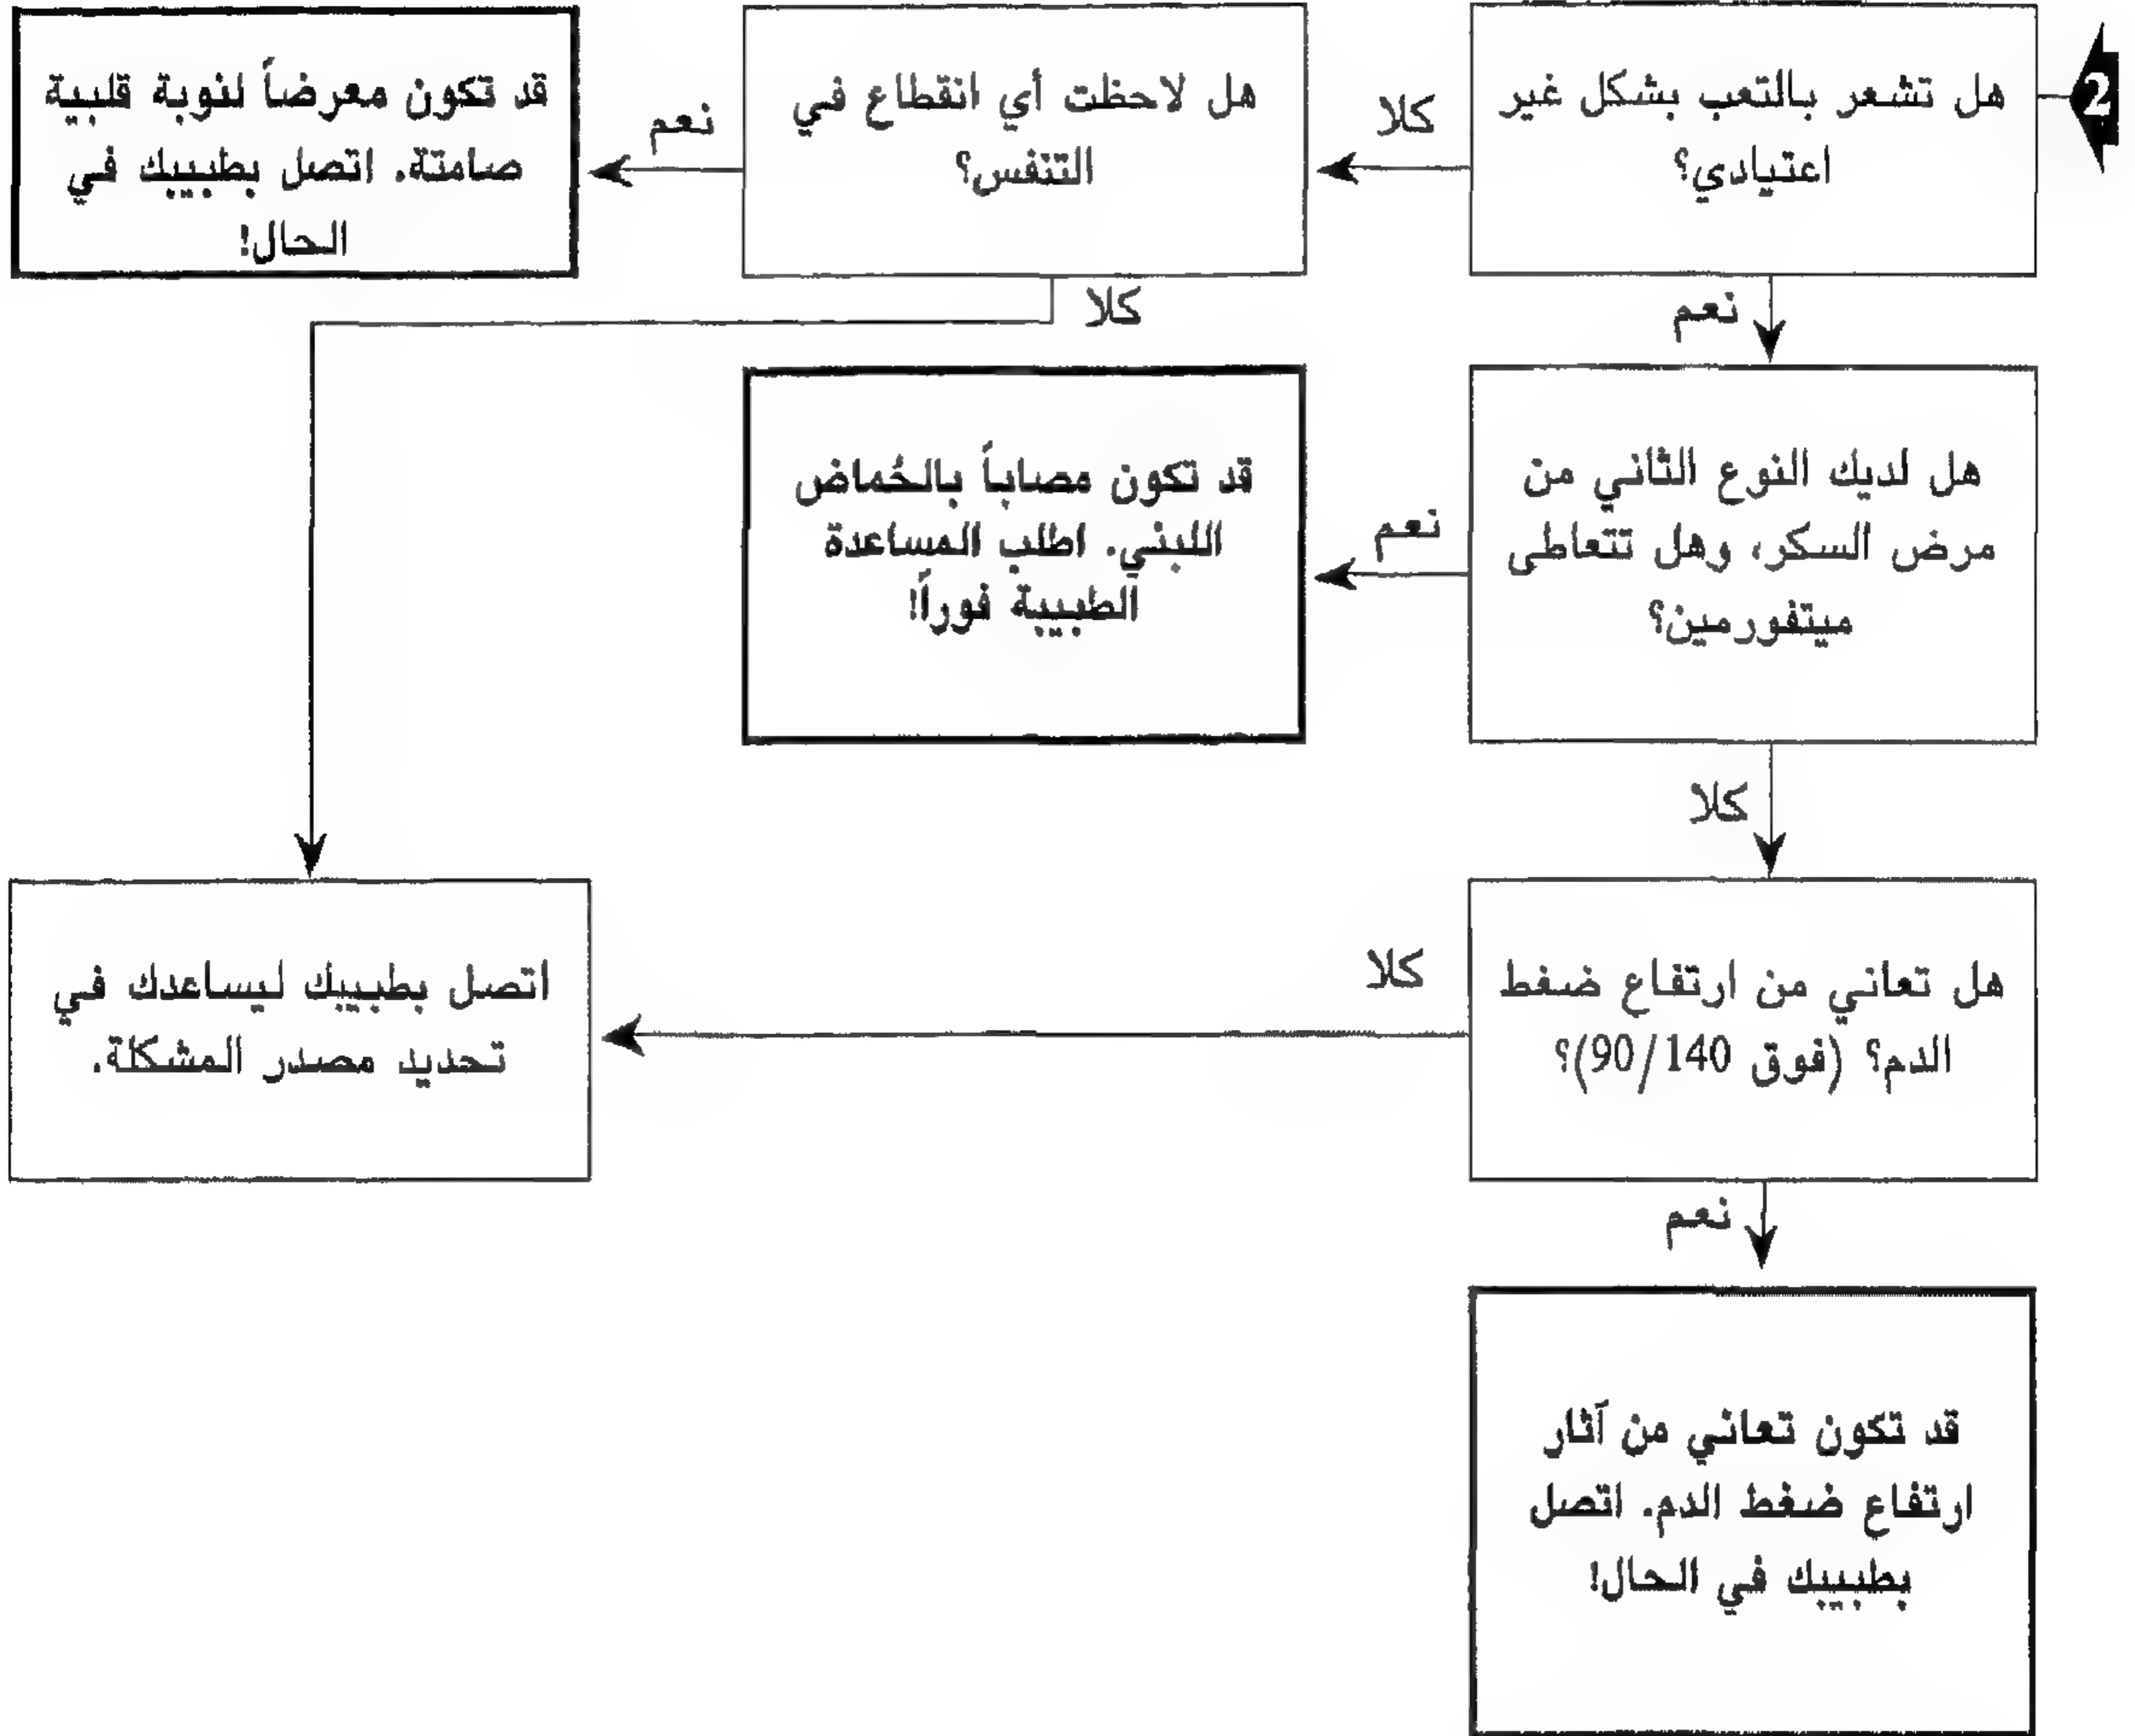 2
هل تشعر بالتعب بشكل غير
اعتيادي؟
كلا
هل لاحظت أي انقطاع في
التنفس؟
نعم
قد تكون معرضاً لنوبة قلبية
صامتة. اتصل بطبيبك في
الحال!
كلا
نعم
هل لديك النوع الثاني من
مرض السكر، وهل تتعاطى
ميتفورمين؟
نعم
قد تكون مصاباً بالحُماض
اللبني. اطلب المساعدة
الطبيبة فوراً!
كلا
هل تعاني من ارتفاع ضغط
الدم؟ (فوق 90/140)؟
كلا
اتصل بطبيبك ليساعدك في
تحديد مصدر المشكلة.
نعم
قد تكون تعاني من آثار
ارتفاع ضغط الدم. اتصل
بطبيبك في الحال!